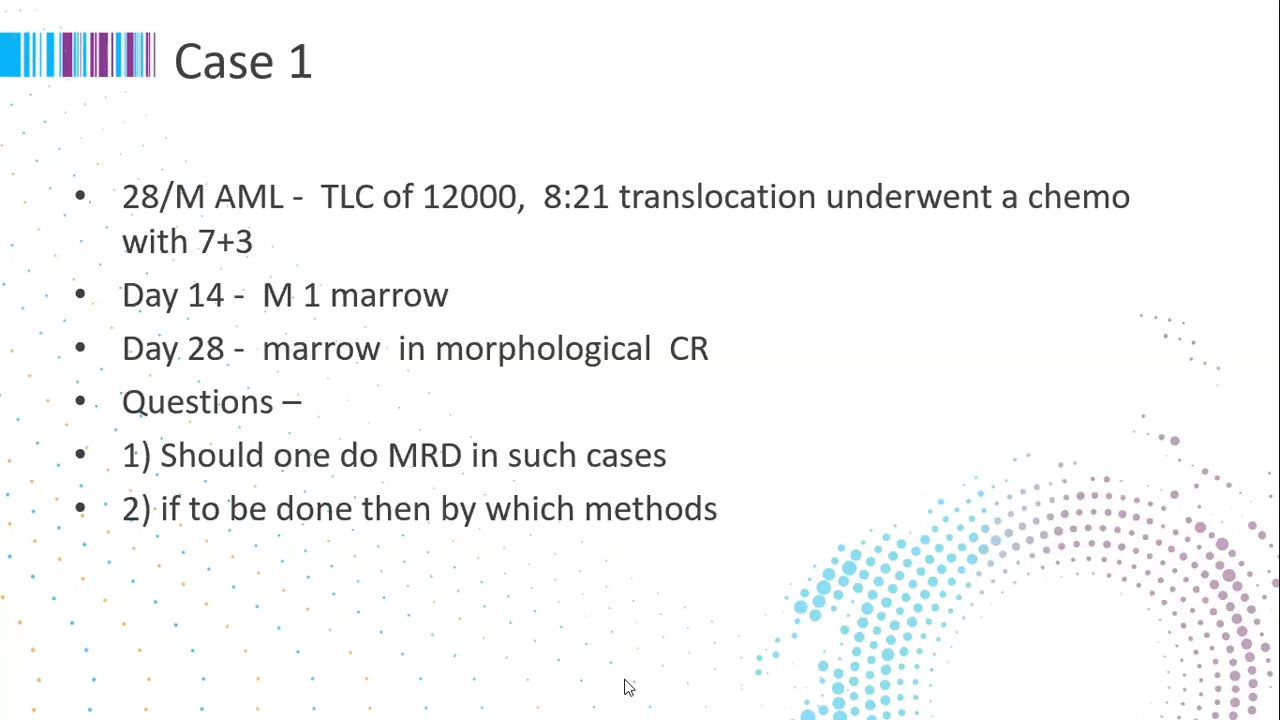 Case 1
• 28/M AML - TLC of 12000, 8:21 translocation underwent a chemo
with 7+3
• Day 14 - M 1 marrow
• Day 28 - marrow in morphological CR
• Questions –
• 1) Should one do MRD in such cases
• 2) if to be done then by which methods